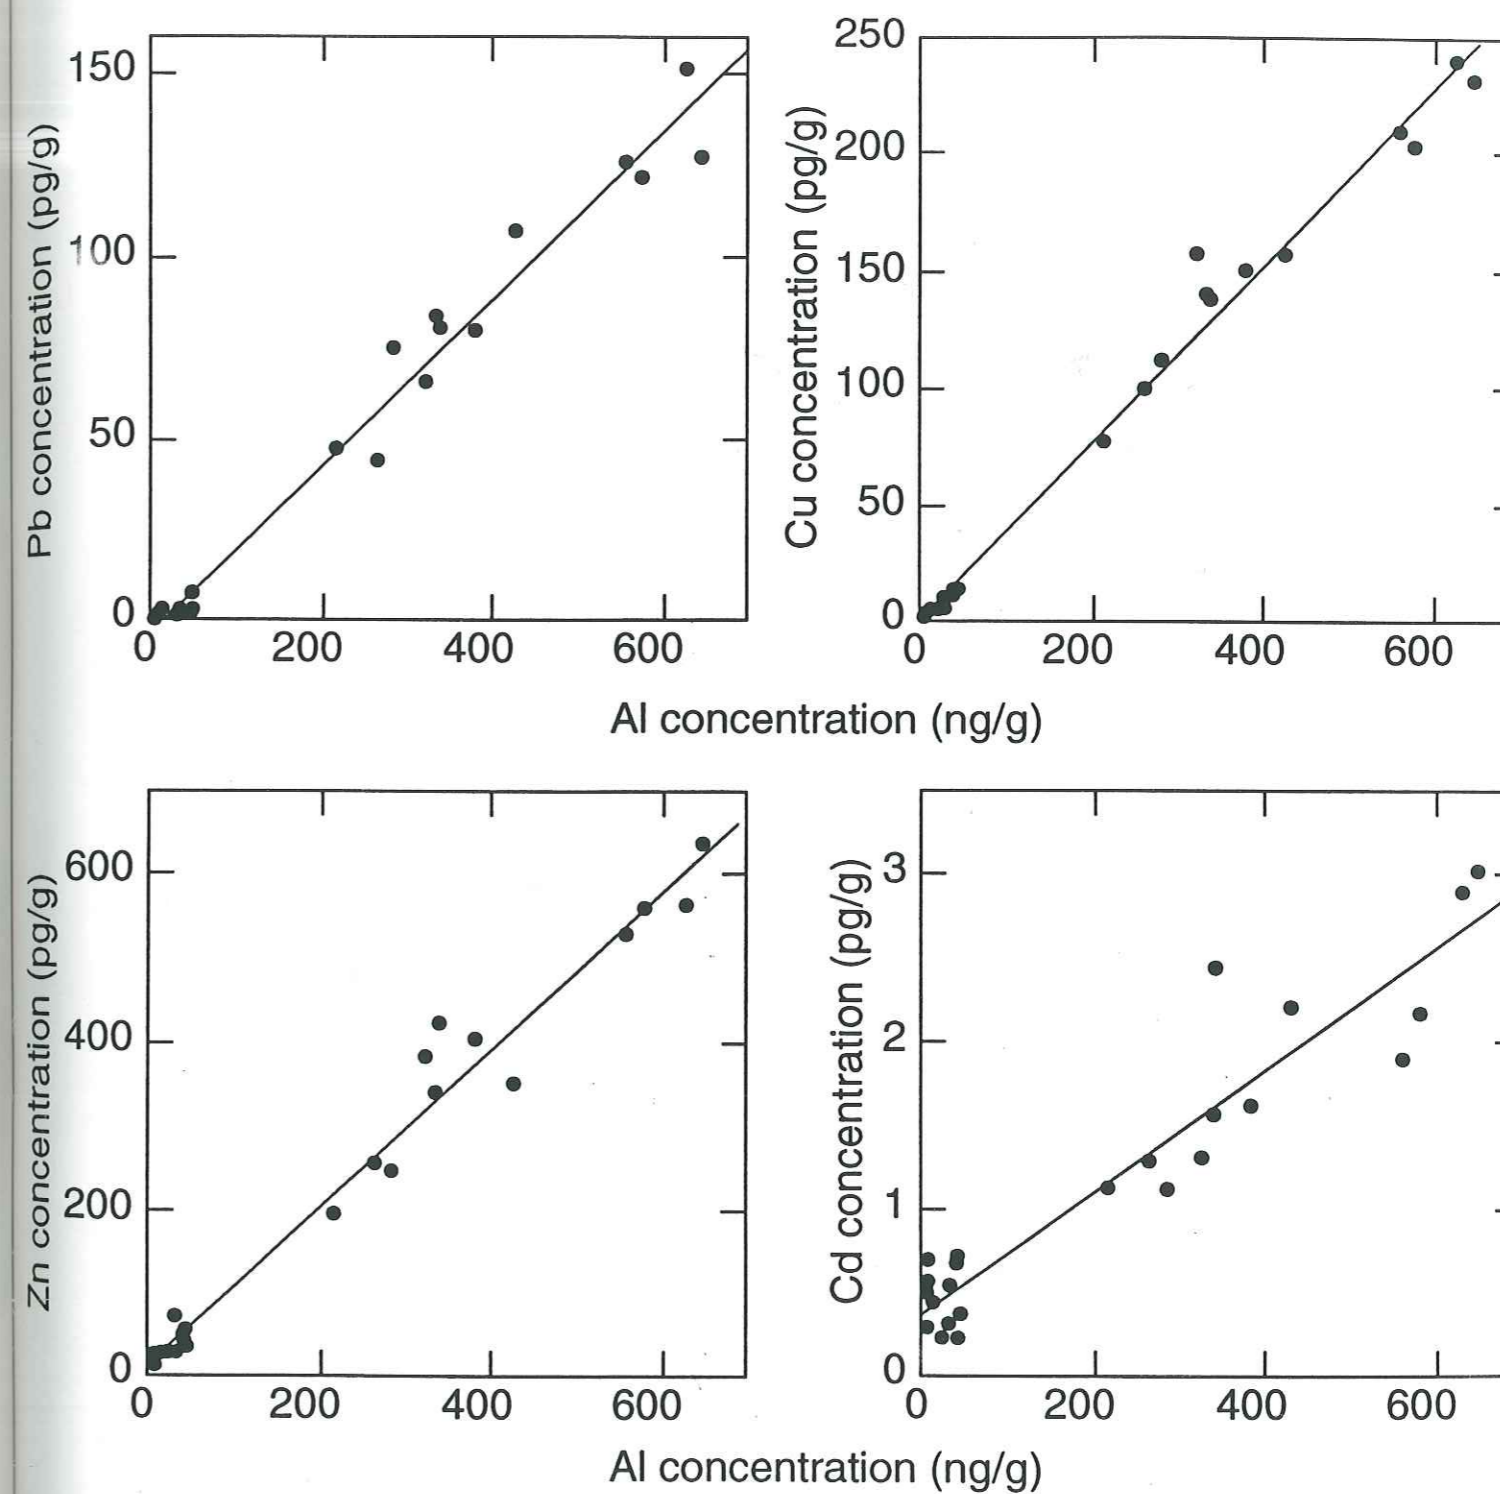 150
100
50
0
Pb concentration (pg/g)
0 200 400 600
250
200
150
100
50
0
Cu concentration (pg/g)
0 200 400 600
Al concentration (ng/g)
600
400
200
0
Zn concentration (pg/g)
0 200 400 600
3
2
1
0
Cd concentration (pg/g)
0 200 400 600
Al concentration (ng/g)